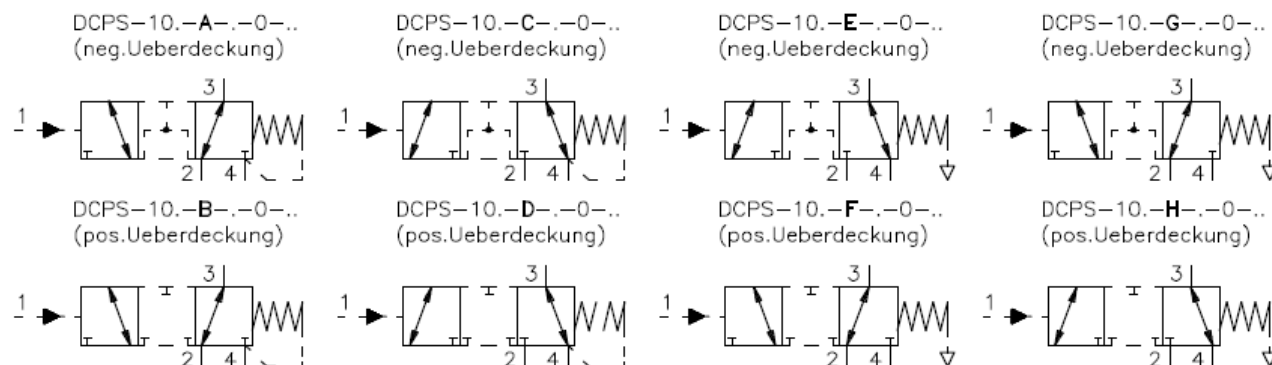 DCPS-10.-A-.-0-.. DCPS-10.-C-.-0-.. DCPS-10.-E-.-0-.. DCPS-10.-G-.-0-..
(neg.Ueberdeckung) (neg.Ueberdeckung) (neg.Ueberdeckung) (neg.Ueberdeckung)
3 3 3 3
1 1 1 1
2 4 2 4 2 4 2 4
DCPS-10.-B-.-0-.. DCPS-10.-D-.-0-.. DCPS-10.-F-.-0-.. DCPS-10.-H-.-0-..
(pos.Ueberdeckung) (pos.Ueberdeckung) (pos.Ueberdeckung) (pos.Ueberdeckung)
3 3 3 3
1 1 1 1
2 4 2 4 2 4 2 4